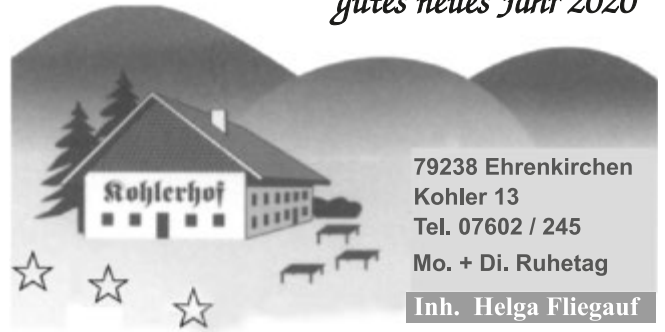 gutes neues Jahr 2020
Kohlerhof
79238 Ehrenkirchen
Kohler 13
Tel. 07602 / 245
Mo. + Di. Ruhetag
Inh. Helga Fliegauf